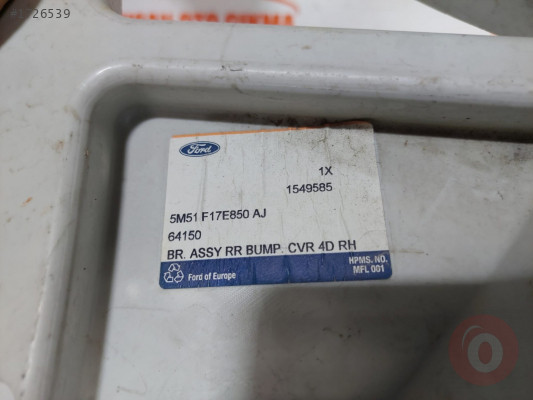 Ford
1X
1549585
5M51 F17E850 AJ
64150
BR. ASSY RR BUMP. CVR 4D RH
Ford of Europe
HPMS. NO.
MFL 001